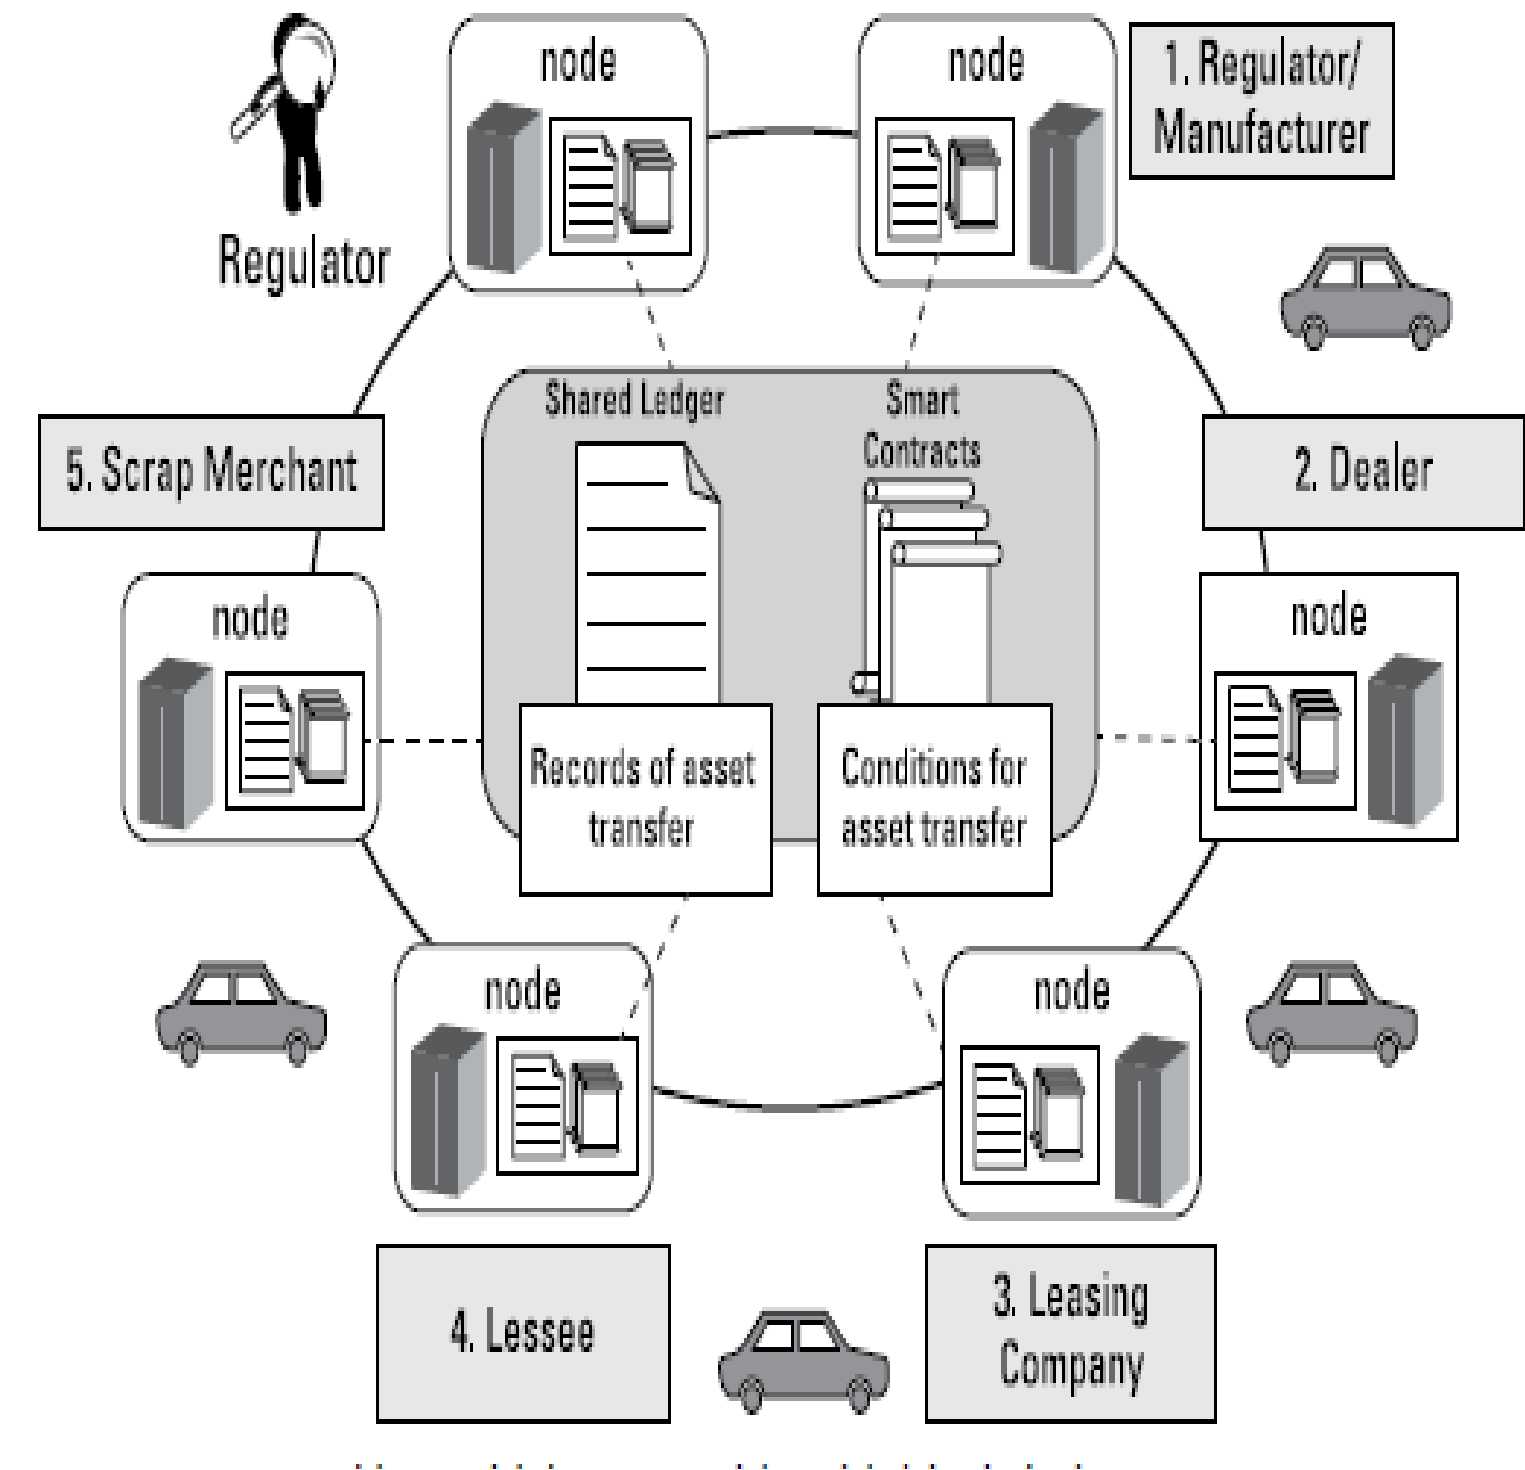 node
node
1. Regulator/
Manufacturer
Regulator
Shared Ledger
Smart
Contracts
5. Scrap Merchant
2. Dealer
node
node
Records of asset
transfer
Conditions for
asset transfer
node
node
4. Lessee
3. Leasing
Company